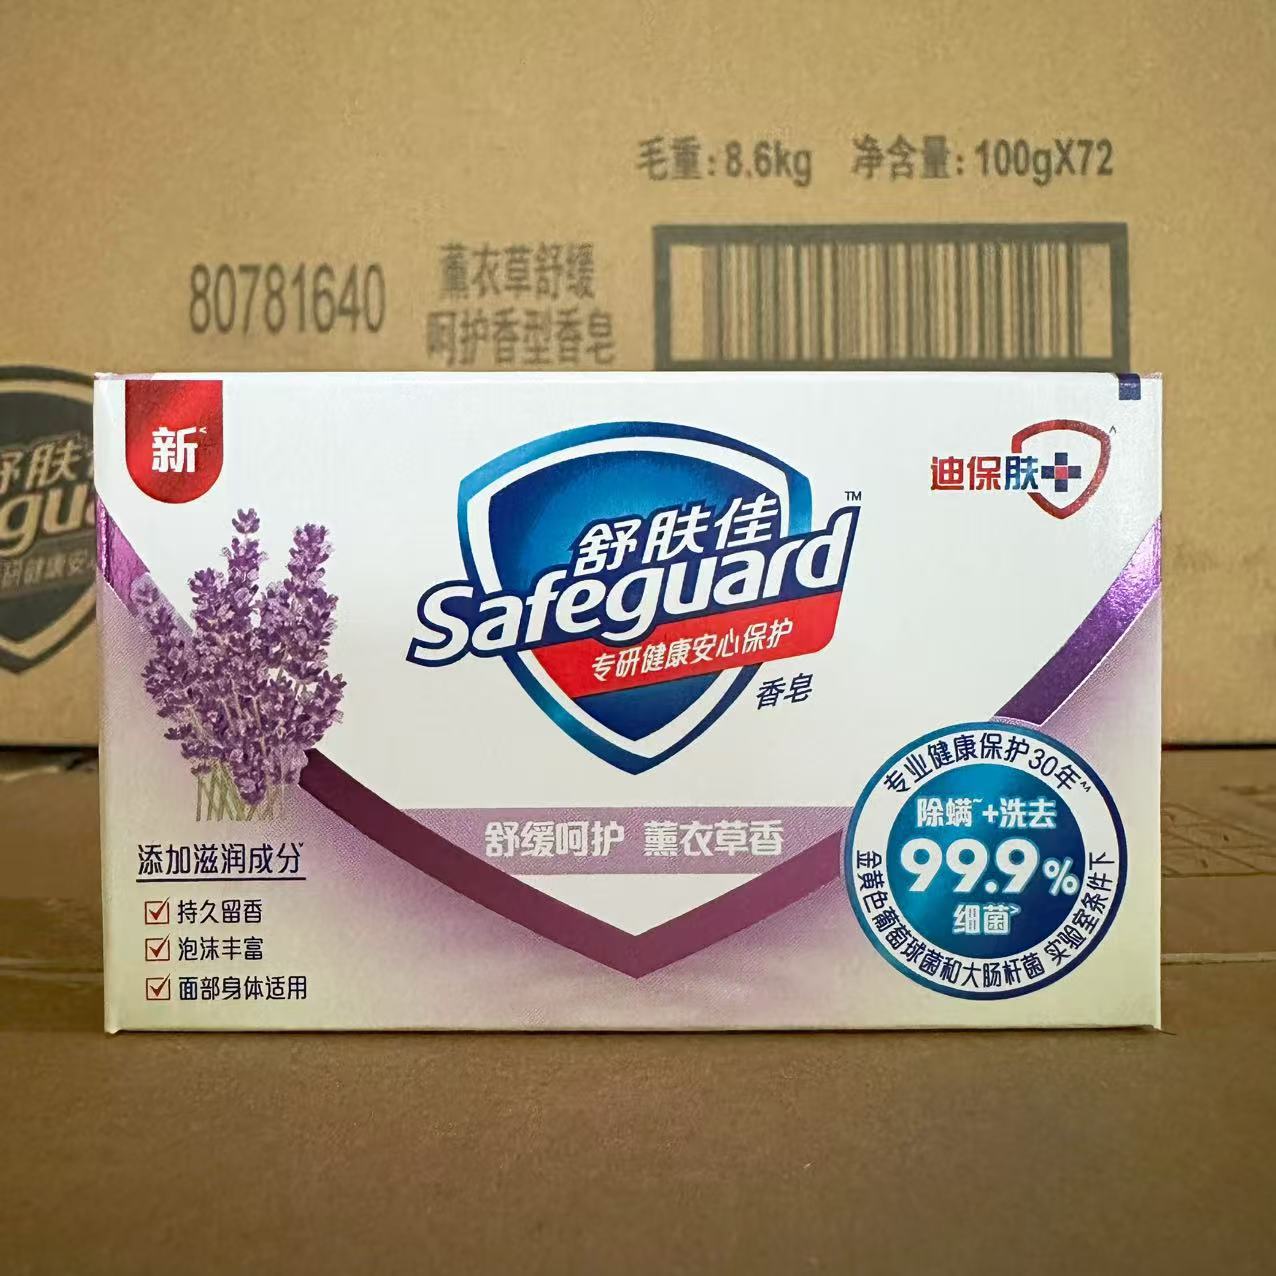 毛重:8.6kg 净含量:100gX72
80781640
薰衣草舒缓
呵护香型香皂
舒肤佳
新
迪保肤
舒肤佳
Safeguard™
专研健康安心保护
香皂
专业健康保护30年^^
除螨~+洗去
99.9%
细菌>
金黄色葡萄球菌和大肠杆菌 实验室条件下
舒缓呵护 薰衣草香
添加滋润成分
持久留香
泡沫丰富
面部身体适用